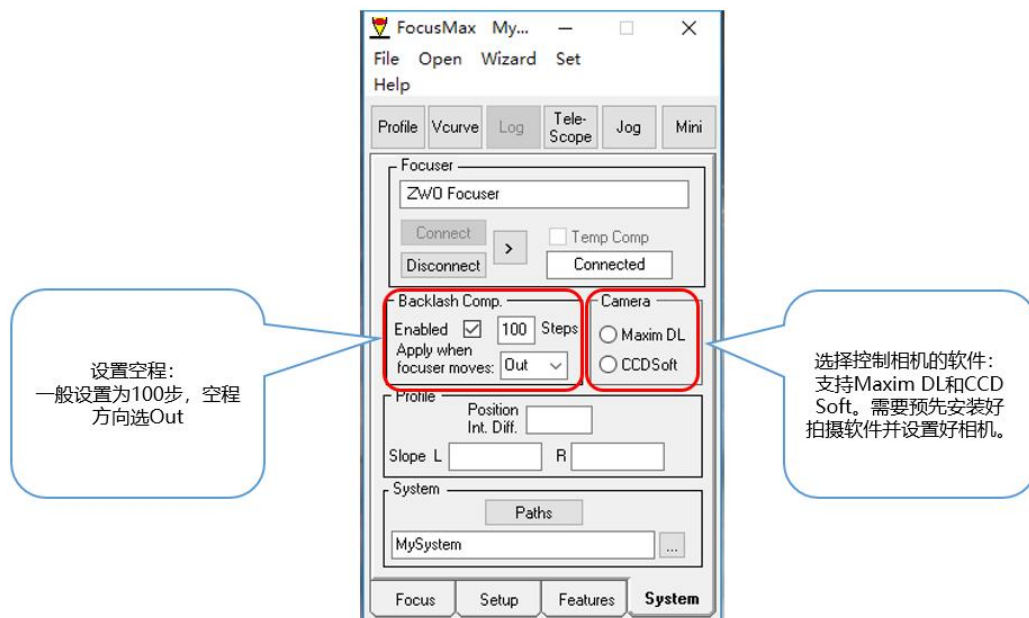 FocusMax My...
File Open Wizard Set
Help
Profile Vcurve Log Tele-Scope Jog Mini
Focuser
ZWO Focuser
Connect
Disconnect
>
Temp Comp
Connected
Backlash Comp.
Enabled 100 Steps
Apply when
focuser moves: Out
Camera
Maxim DL
CCDSoft
Profile
Position
Int. Diff.
Slope L R
System
Paths
MySystem ...
Focus Setup Features System
设置空程:
一般设置为100步，空程
方向选Out
选择控制相机的软件:
支持Maxim DL和CCD
Soft。需要预先安装好
拍摄软件并设置好相机。